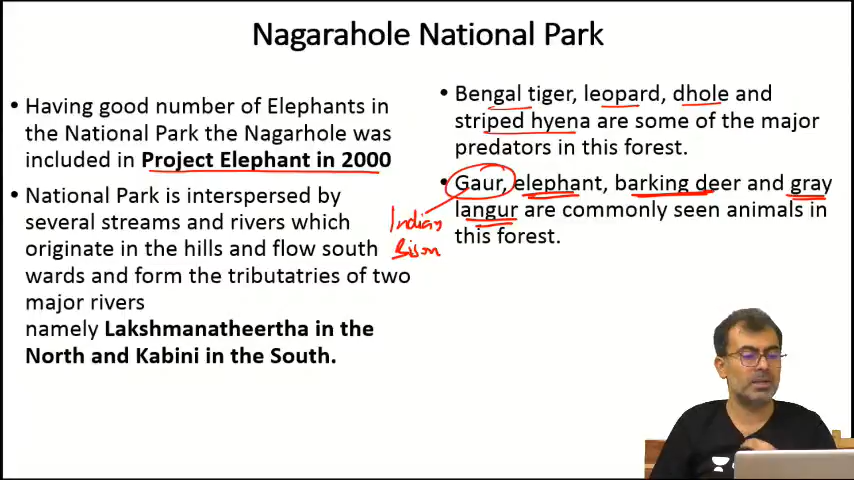 Nagarahole National Park
• Having good number of Elephants in
the National Park the Nagarhole was
included in Project Elephant in 2000
• National Park is interspersed by
several streams and rivers which
originate in the hills and flow south
wards and form the tributatries of two
major rivers
namely Lakshmanatheertha in the
North and Kabini in the South.
• Bengal tiger, leopard, dhole and
striped hyena are some of the major
predators in this forest.
• Gaur, elephant, barking deer and gray
langur are commonly seen animals in
this forest.
Indian
Bison